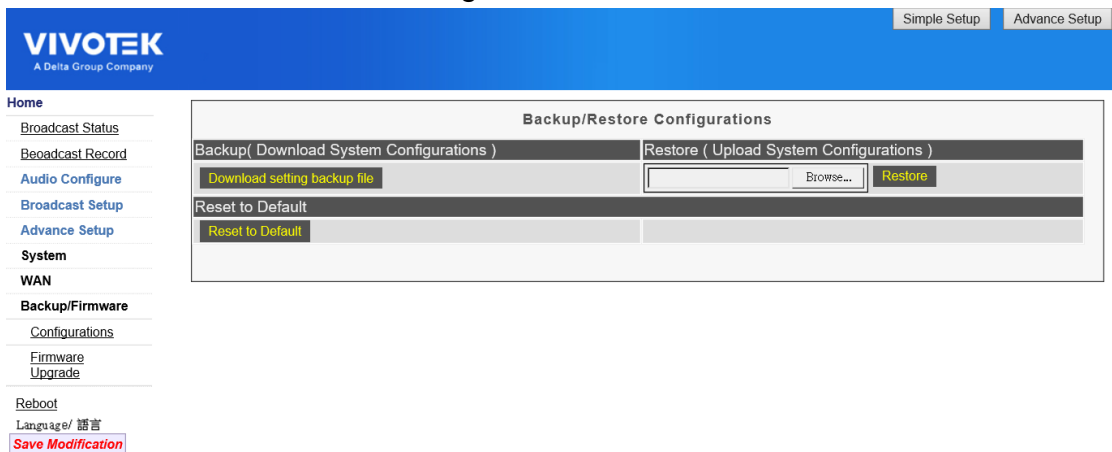 Simple Setup Advance Setup
VIVOTEK
A Delta Group Company
Home
Broadcast Status
Beoadcast Record
Audio Configure
Broadcast Setup
Advance Setup
System
WAN
Backup/Firmware
Configurations
Firmware
Upgrade
Reboot
Language/ 語言
Save Modification
Backup/Restore Configurations
Backup( Download System Configurations ) Restore ( Upload System Configurations )
Download setting backup file Browse... Restore
Reset to Default
Reset to Default